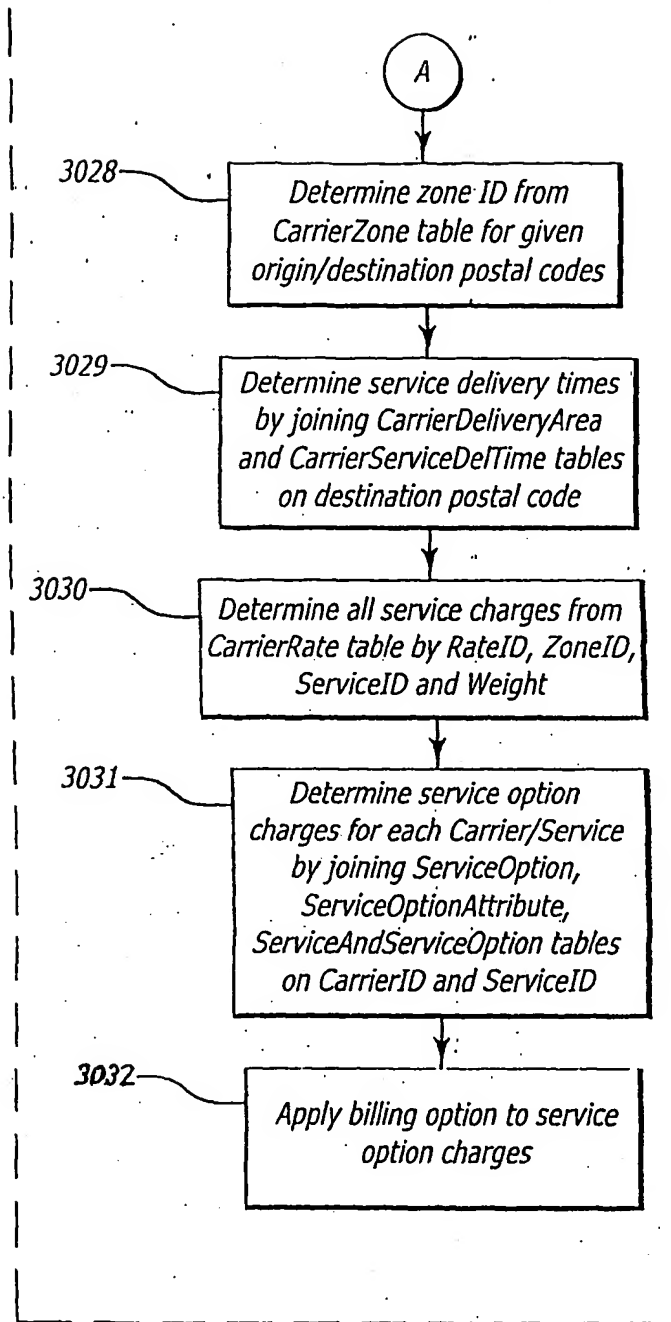 A
3028
Determine zone ID from
CarrierZone table for given
origin/destination postal codes
3029
Determine service delivery times
by joining CarrierDeliveryArea
and CarrierServiceDelTime tables
on destination postal code
3030
Determine all service charges from
CarrierRate table by RateID, ZoneID,
ServiceID and Weight
3031
Determine service option
charges for each Carrier/Service
by joining ServiceOption,
ServiceOptionAttribute,
ServiceAndServiceOption tables
on CarrierID and ServiceID
3032
Apply billing option to service
option charges